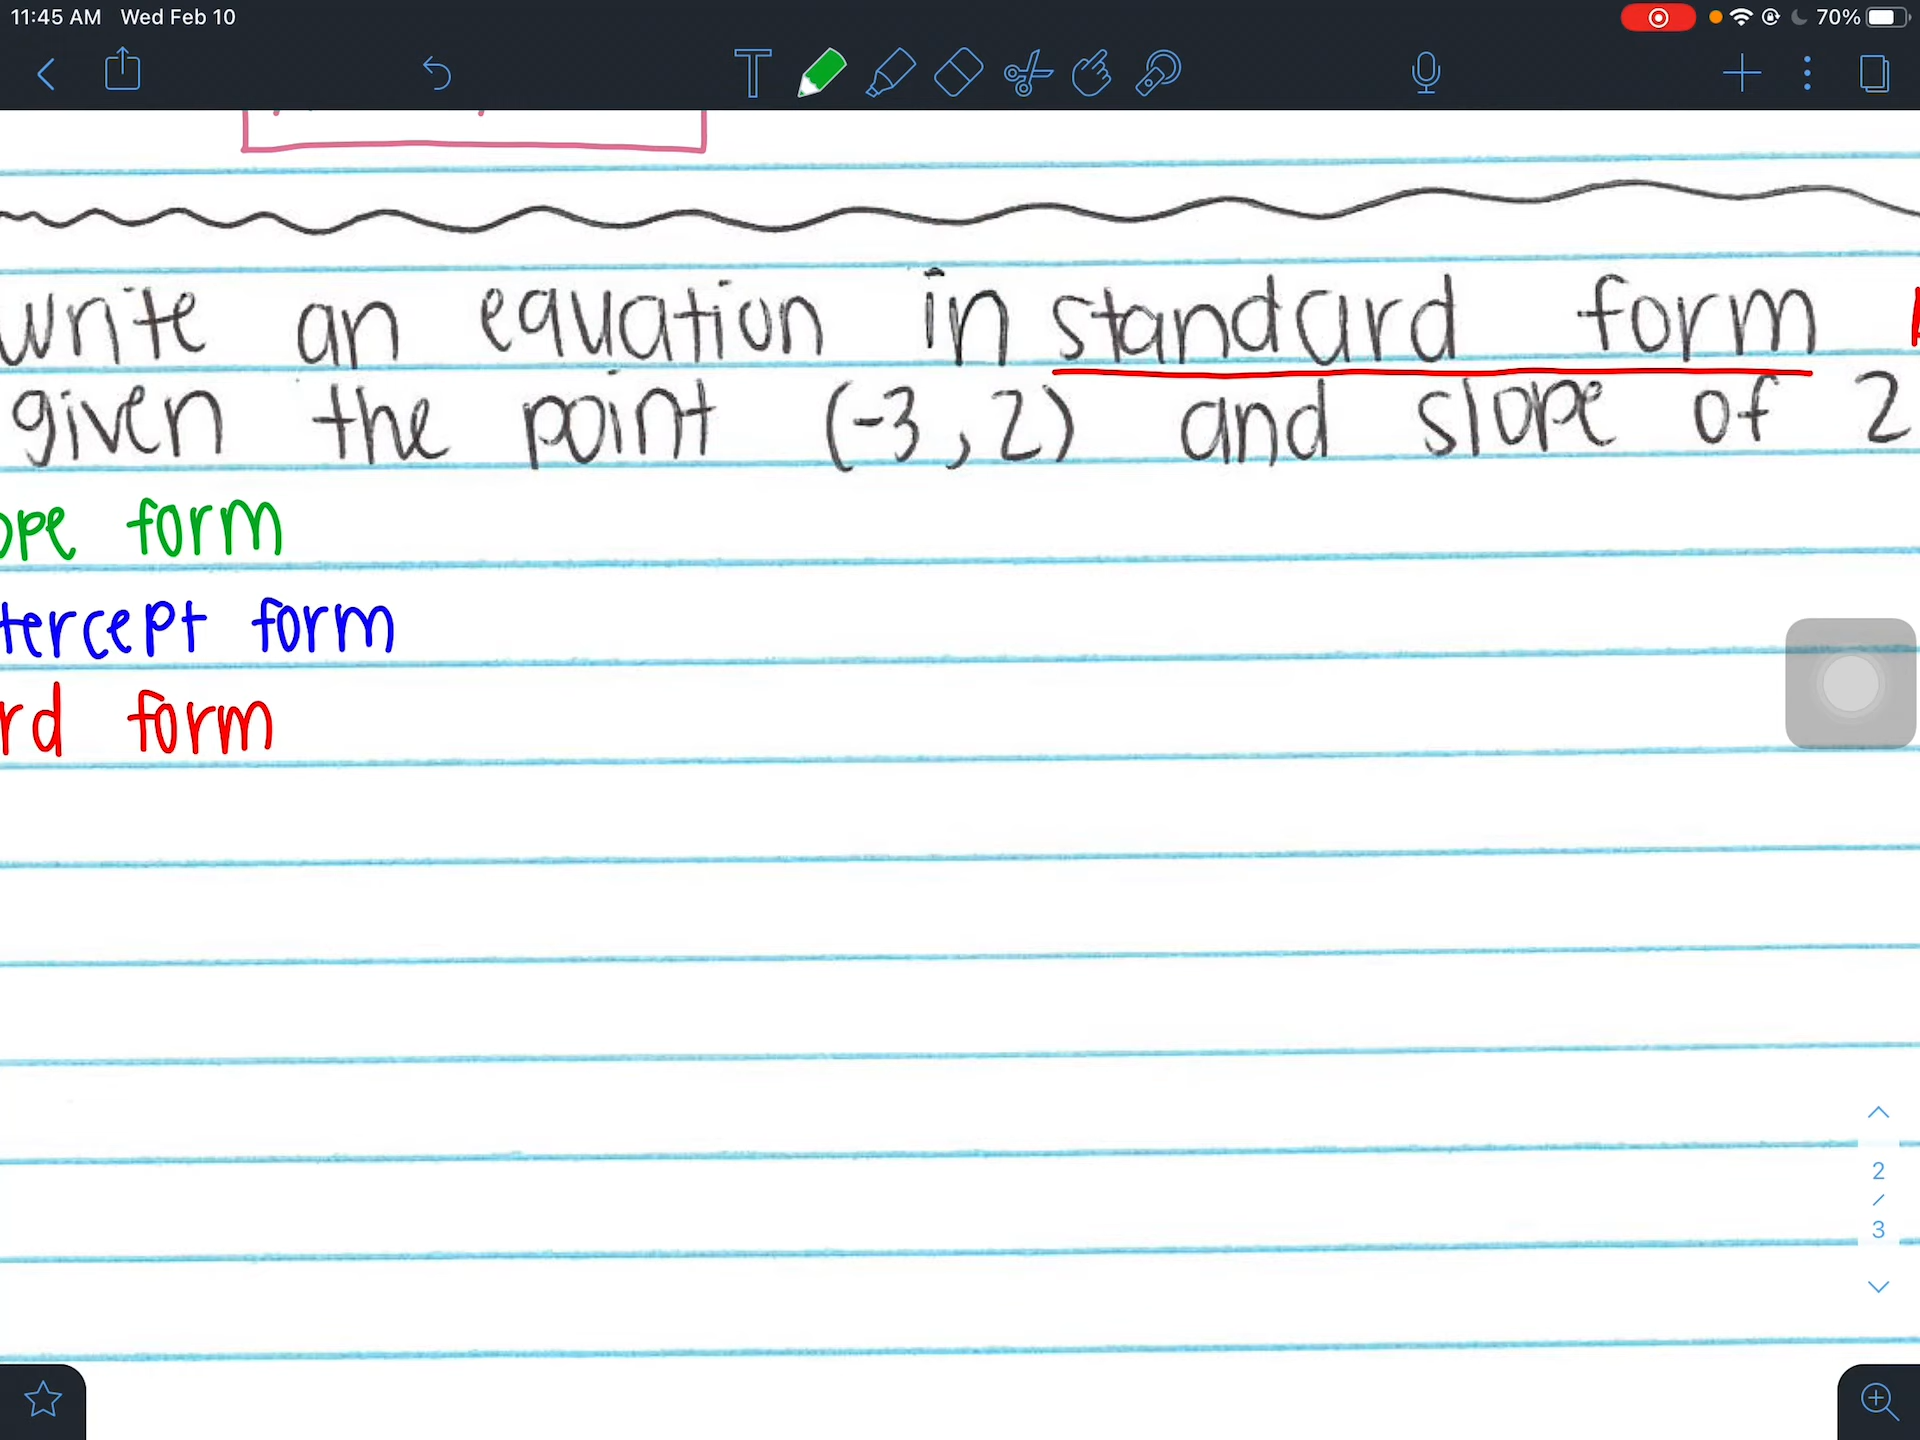 11:45 AM Wed Feb 10 70%
T
write an equation in standard form
given the point (-3,2) and slope of 2
ope form
tercept form
rd form
2
/
3